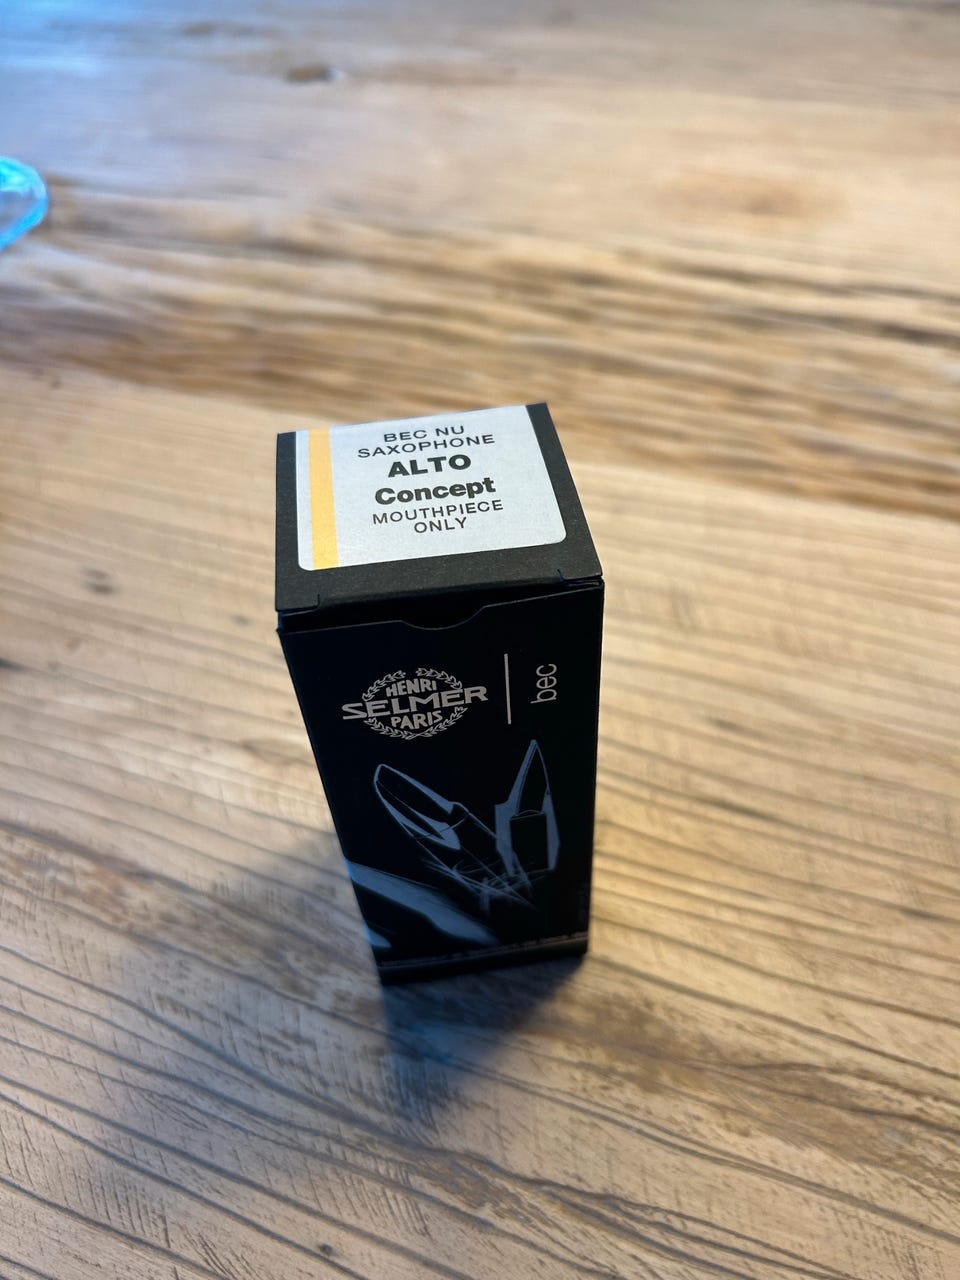 BEC NU
SAXOPHONE
ALTO
Concept
MOUTHPIECE
ONLY
HENRI
SELMER
PARIS
bec